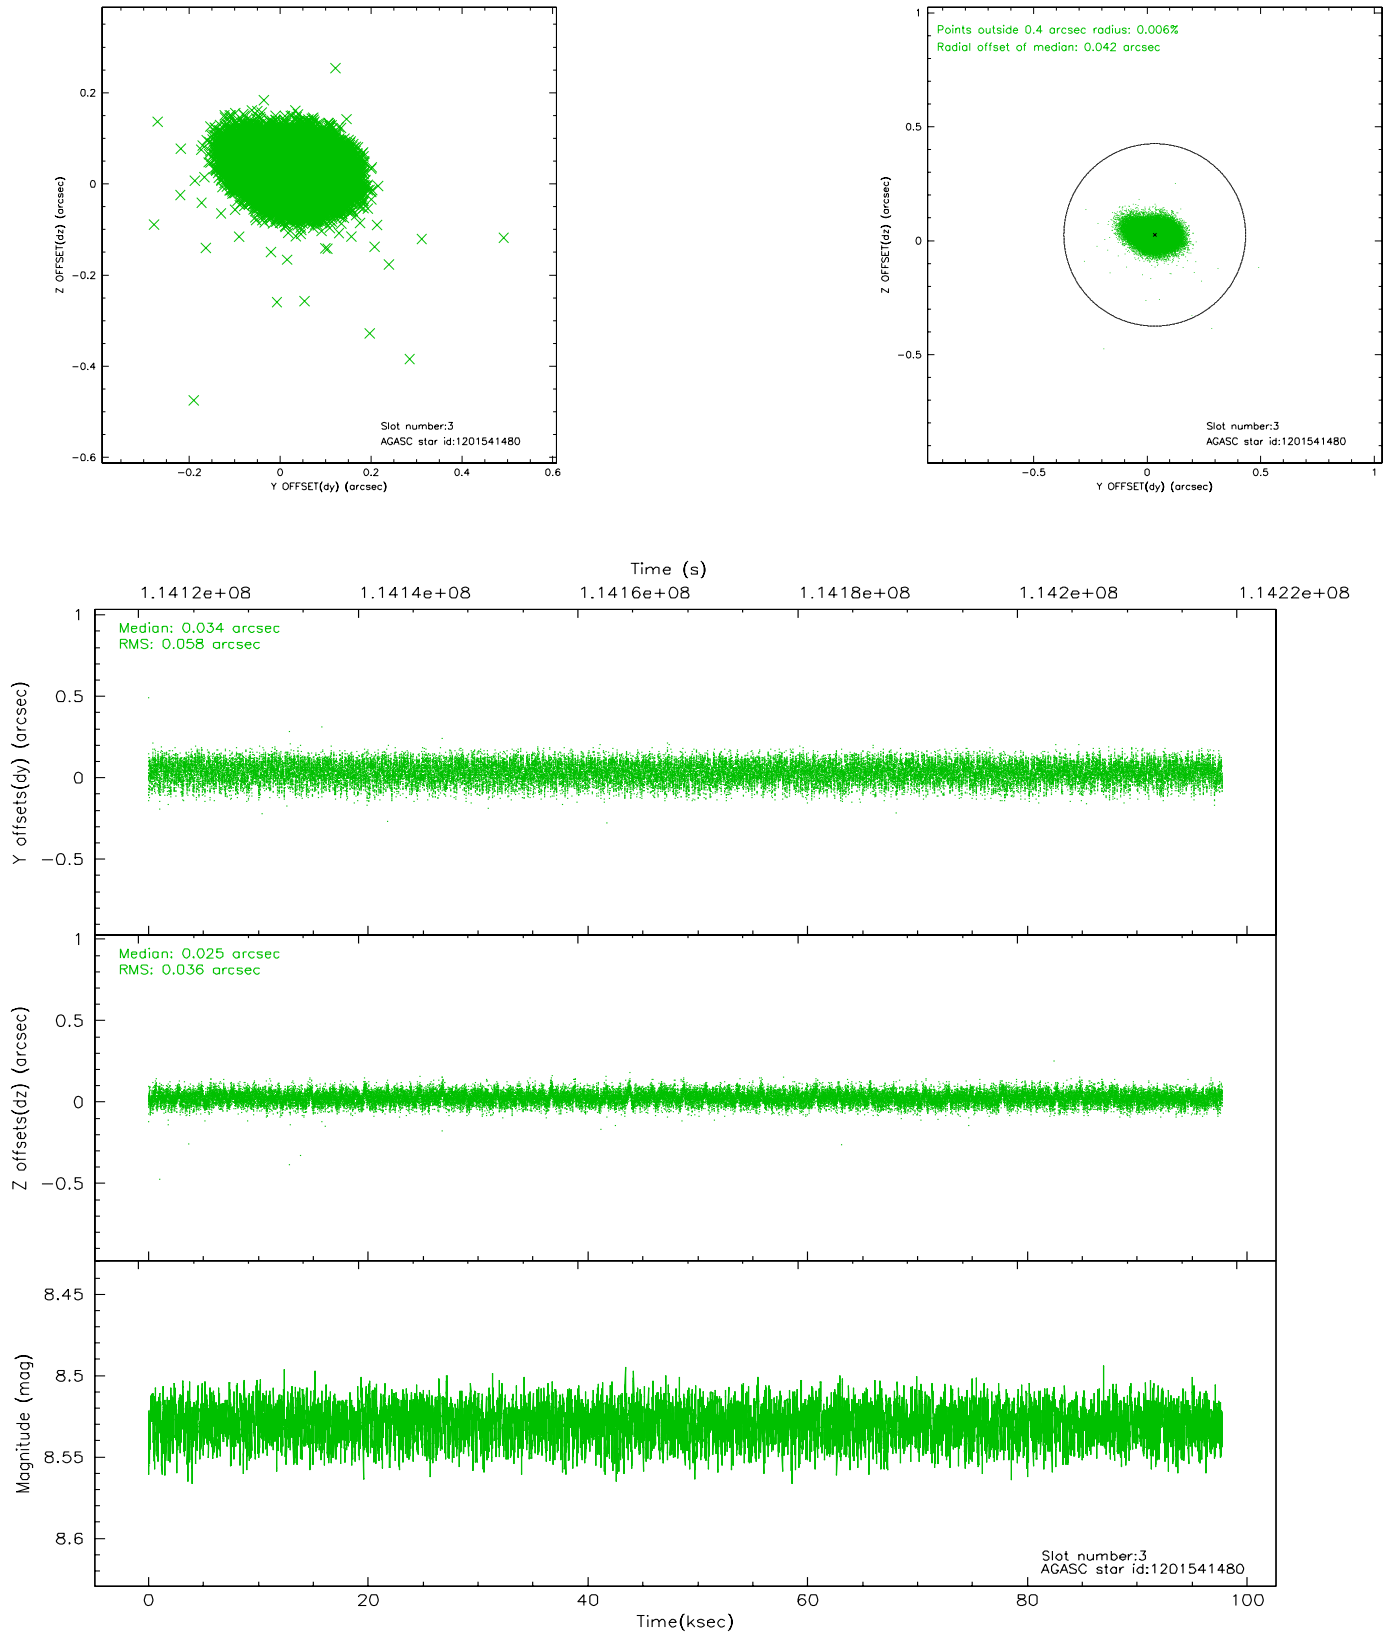 0.2
0
−0.2
−0.4
−0.6
Z OFFSET(dz) (arcsec)
Slot number:3
AGASC star id:1201541480
−0.2
0
0.2
0.4
0.6
Y OFFSET(dy) (arcsec)
Points outside 0.4 arcsec radius: 0.006%
Radial offset of median: 0.042 arcsec
1
0.5
0
−0.5
Z OFFSET(dz) (arcsec)
Slot number:3
AGASC star id:1201541480
−0.5
0
0.5
1
Y OFFSET(dy) (arcsec)
Time (s)
1.1412e+08
1.1414e+08
1.1416e+08
1.1418e+08
1.142e+08
1.1422e+08
Median: 0.034 arcsec
RMS: 0.058 arcsec
1
0.5
0
−0.5
Y offsets(dy) (arcsec)
Median: 0.025 arcsec
RMS: 0.036 arcsec
1
0.5
0
−0.5
Z offsets(dz) (arcsec)
8.45
8.5
8.55
8.6
Magnitude (mag)
Slot number:3
AGASC star id:1201541480
0
20
40
60
80
100
Time(ksec)